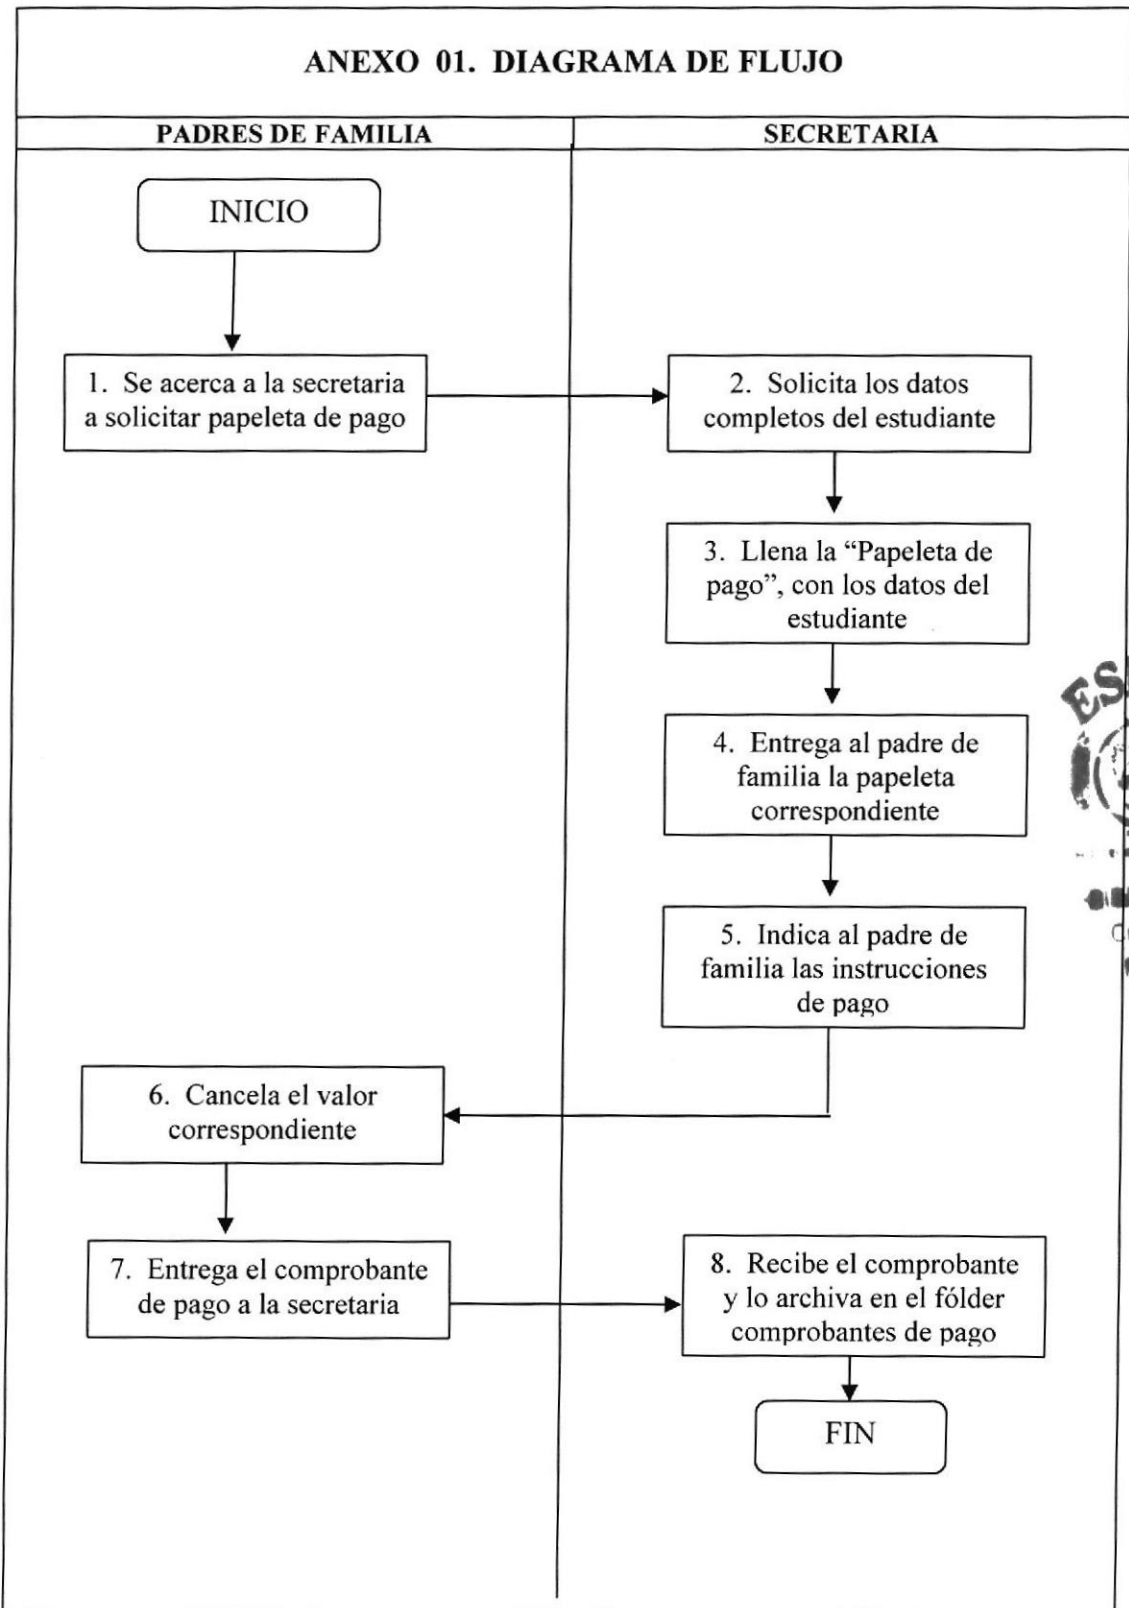 ANEXO 01. DIAGRAMA DE FLUJO
PADRES DE FAMILIA
SECRETARIA
INICIO
1. Se acerca a la secretaria
a solicitar papeleta de pago
2. Solicita los datos
completos del estudiante
3. Llena la “Papeleta de
pago”, con los datos del
estudiante
4. Entrega al padre de
familia la papeleta
correspondiente
5. Indica al padre de
familia las instrucciones
de pago
6. Cancela el valor
correspondiente
7. Entrega el comprobante
de pago a la secretaria
8. Recibe el comprobante
y lo archiva en el fólder
comprobantes de pago
FIN